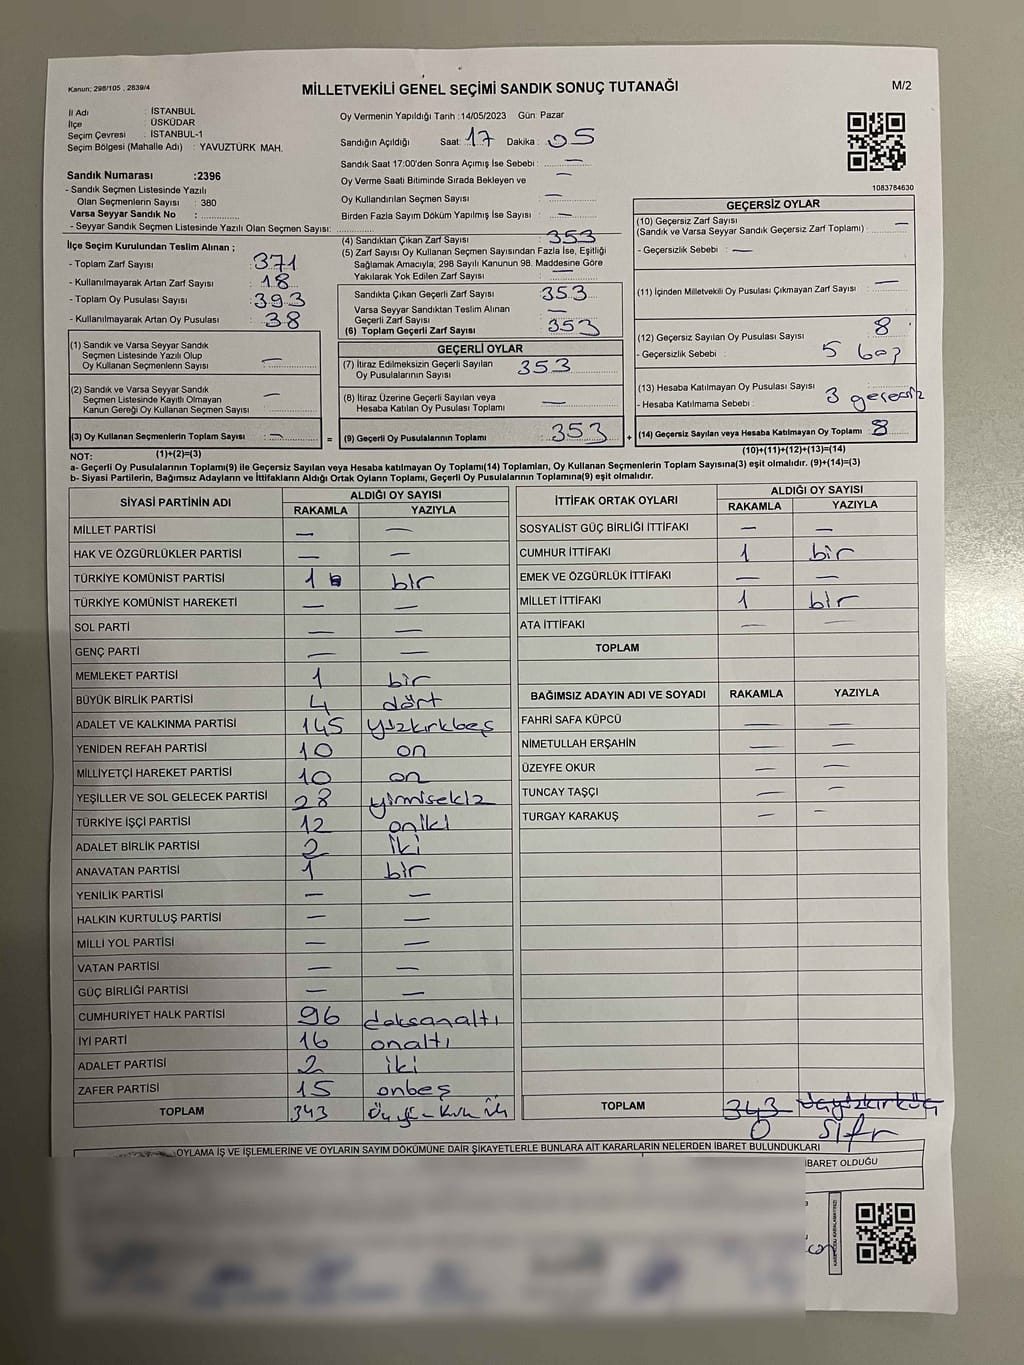 Kanun; 298/105 , 2839/4
MİLLETVEKİLİ GENEL SEÇİMİ SANDIK SONUÇ TUTANAĞI
M/2
İl Adı : İSTANBUL
İlçe : ÜSKÜDAR
Seçim Çevresi : İSTANBUL-1
Seçim Bölgesi (Mahalle Adı) : YAVUZTÜRK MAH.
Oy Vermenin Yapıldığı Tarih :14/05/2023 Gün: Pazar
Sandığın Açıldığı Saat: 17 Dakika : 05
Sandık Saat 17:00'den Sonra Açımış İse Sebebi : —
Oy Verme Saati Bitiminde Sırada Bekleyen ve —
Oy Kullandırılan Seçmen Sayısı —
Birden Fazla Sayım Döküm Yapılmış İse Sayısı : —
1083784630
Sandık Numarası :2396
- Sandık Seçmen Listesinde Yazılı
Olan Seçmenlerin Sayısı : 380
Varsa Seyyar Sandık No :
- Seyyar Sandık Seçmen Listesinde Yazılı Olan Seçmen Sayısı:
İlçe Seçim Kurulundan Teslim Alınan ;
- Toplam Zarf Sayısı 371
- Kullanılmayarak Artan Zarf Sayısı 18
- Toplam Oy Pusulası Sayısı 393
- Kullanılmayarak Artan Oy Pusulası 38
(1) Sandık ve Varsa Seyyar Sandık
Seçmen Listesinde Yazılı Olup
Oy Kullanan Seçmenlerin Sayısı —
(2) Sandık ve Varsa Seyyar Sandık
Seçmen Listesinde Kayıtlı Olmayan
Kanun Gereği Oy Kullanan Seçmen Sayısı —
(3) Oy Kullanan Seçmenlerin Toplam Sayısı : — =
(1)+(2)=(3)
(4) Sandıktan Çıkan Zarf Sayısı : 353
(5) Zarf Sayısı Oy Kullanan Seçmen Sayısından Fazla İse, Eşitliği
Sağlamak Amacıyla; 298 Sayılı Kanunun 98. Maddesine Göre
Yakılarak Yok Edilen Zarf Sayısı : —
Sandıkta Çıkan Geçerli Zarf Sayısı 353
Varsa Seyyar Sandıktan Teslim Alınan
Geçerli Zarf Sayısı —
(6) Toplam Geçerli Zarf Sayısı 353
GEÇERLİ OYLAR
(7) İtiraz Edilmeksizin Geçerli Sayılan
Oy Pusulalarının Sayısı 353
(8) İtiraz Üzerine Geçerli Sayılan veya
Hesaba Katılan Oy Pusulası Toplamı —
(9) Geçerli Oy Pusulalarının Toplamı 353 +
GEÇERSİZ OYLAR
(10) Geçersiz Zarf Sayısı —
(Sandık ve Varsa Seyyar Sandık Geçersiz Zarf Toplamı) :
- Geçersizlik Sebebi : —
(11) İçinden Milletvekili Oy Pusulası Çıkmayan Zarf Sayısı —
(12) Geçersiz Sayılan Oy Pusulası Sayısı 8
- Geçersizlik Sebebi : 5 boş
(13) Hesaba Katılmayan Oy Pusulası Sayısı
- Hesaba Katılmama Sebebi : 3 geçersiz
(14) Geçersiz Sayılan veya Hesaba Katılmayan Oy Toplamı 8
(10)+(11)+(12)+(13)=(14)
NOT:
a- Geçerli Oy Pusulalarının Toplamı(9) ile Geçersiz Sayılan veya Hesaba katılmayan Oy Toplamı(14) Toplamları, Oy Kullanan Seçmenlerin Toplam Sayısına(3) eşit olmalıdır. (9)+(14)=(3)
b- Siyasi Partilerin, Bağımsız Adayların ve İttifakların Aldığı Ortak Oyların Toplamı, Geçerli Oy Pusulalarının Toplamına(9) eşit olmalıdır.
SİYASİ PARTİNİN ADI
ALDIĞI OY SAYISI
RAKAMLA YAZIYLA
MİLLET PARTİSİ — —
HAK VE ÖZGÜRLÜKLER PARTİSİ — —
TÜRKİYE KOMÜNİST PARTİSİ 1 bir
TÜRKİYE KOMÜNİST HAREKETİ — —
SOL PARTİ — —
GENÇ PARTİ — —
MEMLEKET PARTİSİ 1 bir
BÜYÜK BİRLİK PARTİSİ 4 dört
ADALET VE KALKINMA PARTİSİ 145 yüzkırkbeş
YENİDEN REFAH PARTİSİ 10 on
MİLLİYETÇİ HAREKET PARTİSİ 10 on
YEŞİLLER VE SOL GELECEK PARTİSİ 28 yirmisekiz
TÜRKİYE İŞÇİ PARTİSİ 12 oniki
ADALET BİRLİK PARTİSİ 2 iki
ANAVATAN PARTİSİ 1 bir
YENİLİK PARTİSİ — —
HALKIN KURTULUŞ PARTİSİ — —
MİLLİ YOL PARTİSİ — —
VATAN PARTİSİ — —
GÜÇ BİRLİĞİ PARTİSİ — —
CUMHURİYET HALK PARTİSİ 96 doksanaltı
İYİ PARTİ 16 onaltı
ADALET PARTİSİ 2 iki
ZAFER PARTİSİ 15 onbeş
TOPLAM 343
İTTİFAK ORTAK OYLARI
ALDIĞI OY SAYISI
RAKAMLA YAZIYLA
SOSYALİST GÜÇ BİRLİĞİ İTTİFAKI — —
CUMHUR İTTİFAKI 1 bir
EMEK VE ÖZGÜRLÜK İTTİFAKI — —
MİLLET İTTİFAKI 1 bir
ATA İTTİFAKI — —
TOPLAM
BAĞIMSIZ ADAYIN ADI VE SOYADI RAKAMLA YAZIYLA
FAHRİ SAFA KÜPCÜ — —
NİMETULLAH ERŞAHİN — —
ÜZEYFE OKUR — —
TUNCAY TAŞÇI — —
TURGAY KARAKUŞ — —
TOPLAM 343 üçyüzkırküç
0 sıfır
OYLAMA İŞ VE İŞLEMLERİNE VE OYLARIN SAYIM DÖKÜMÜNE DAİR ŞİKAYETLERLE BUNLARA AİT KARARLARIN NELERDEN İBARET BULUNDUKLARI
İBARET OLDUĞU